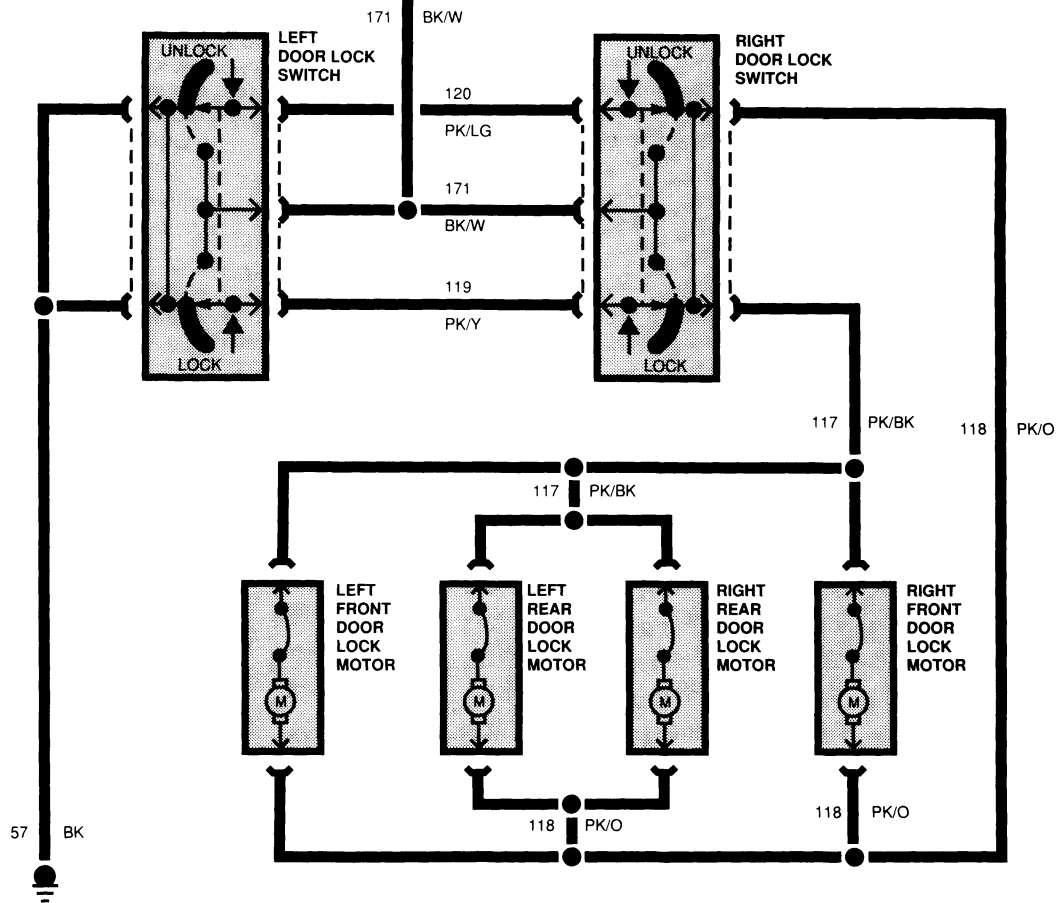 171 BK/W
LEFT
DOOR LOCK
SWITCH
UNLOCK
LOCK
120
PK/LG
171
BK/W
119
PK/Y
RIGHT
DOOR LOCK
SWITCH
UNLOCK
LOCK
117 PK/BK
118 PK/O
117 PK/BK
LEFT
FRONT
DOOR
LOCK
MOTOR
M
LEFT
REAR
DOOR
LOCK
MOTOR
M
RIGHT
REAR
DOOR
LOCK
MOTOR
M
RIGHT
FRONT
DOOR
LOCK
MOTOR
M
118 PK/O
118 PK/O
57 BK